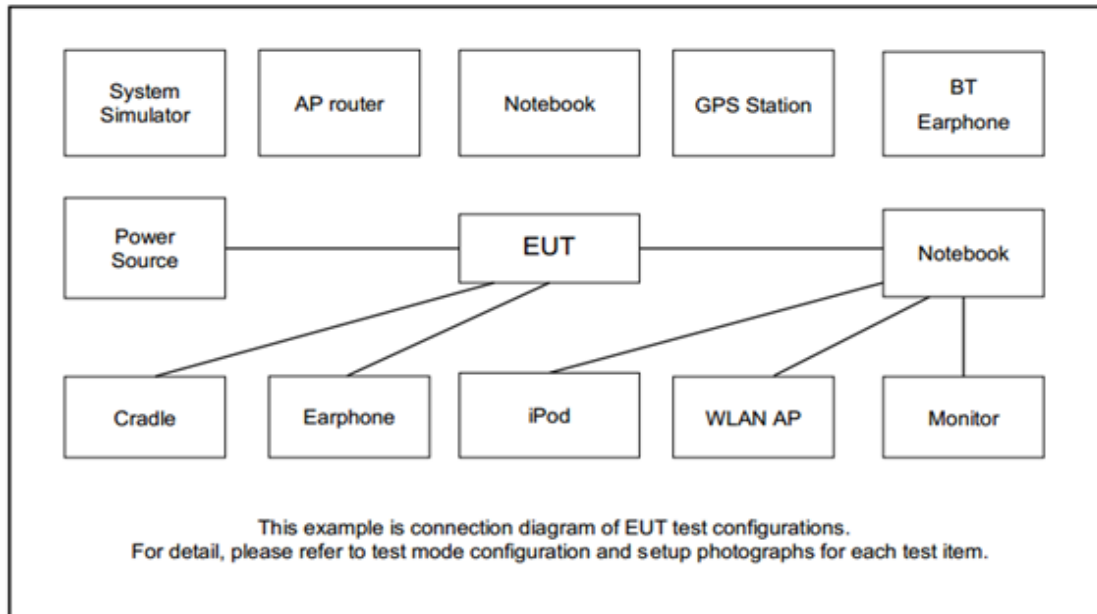 System
Simulator
AP router
Notebook
GPS Station
BT
Earphone
Power
Source
EUT
Notebook
Cradle
Earphone
iPod
WLAN AP
Monitor
This example is connection diagram of EUT test configurations.
For detail, please refer to test mode configuration and setup photographs for each test item.